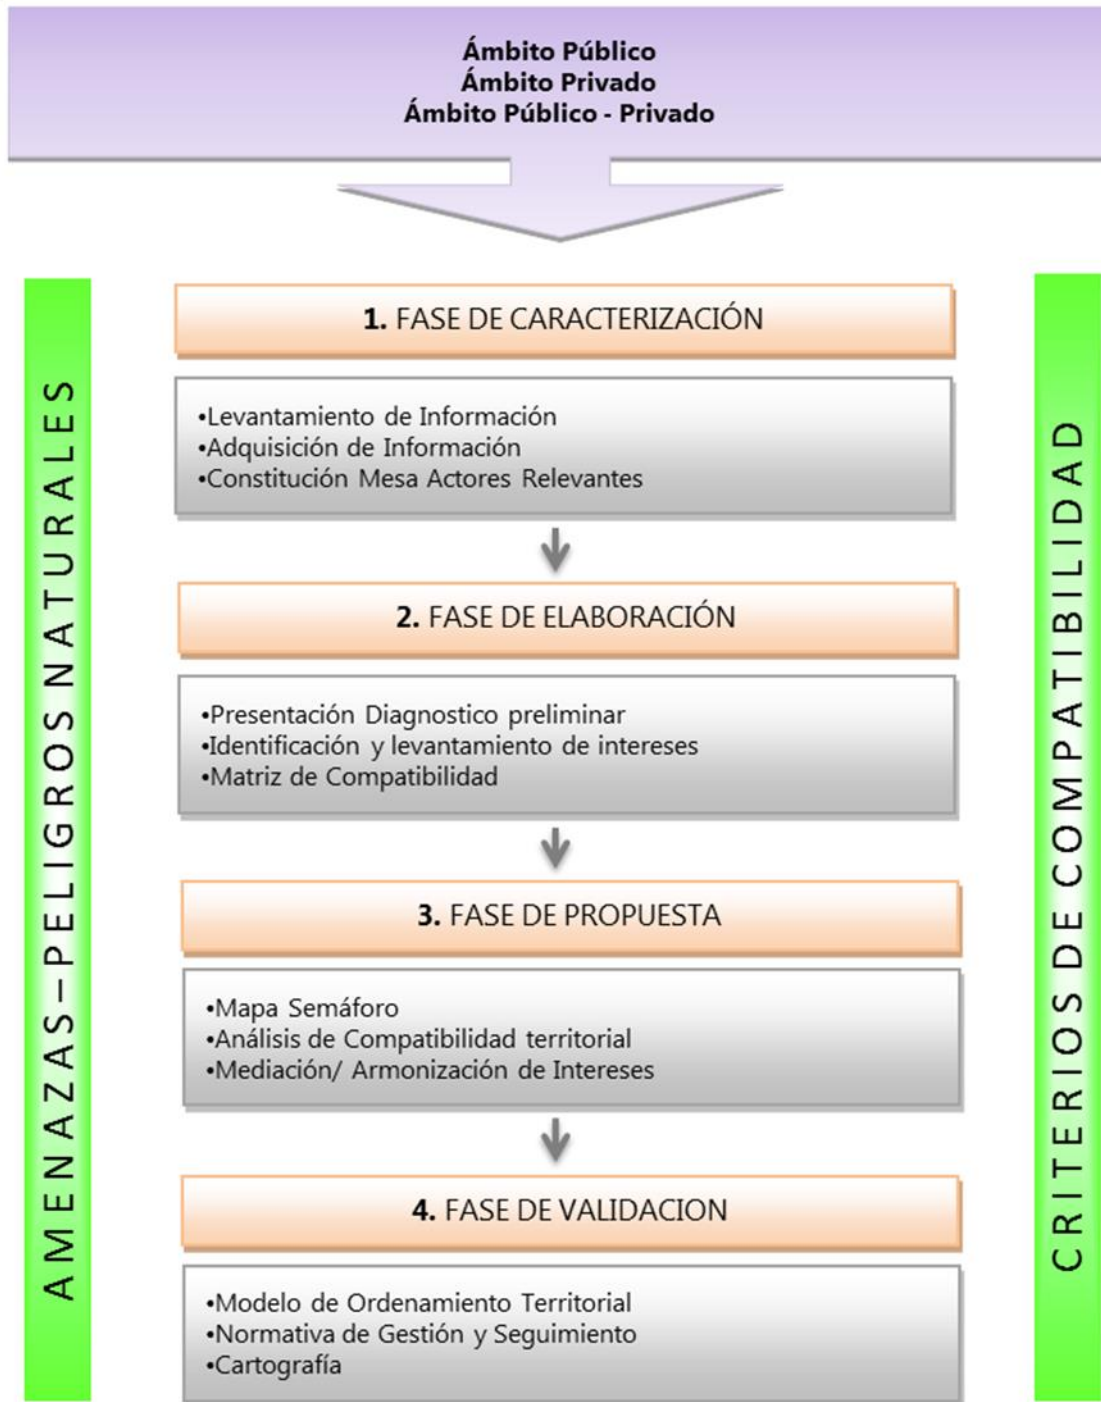 Ámbito Público
Ámbito Privado
Ámbito Público - Privado
AMENAZAS–PELIGROS NATURALES
1. FASE DE CARACTERIZACIÓN
•Levantamiento de Información
•Adquisición de Información
•Constitución Mesa Actores Relevantes
2. FASE DE ELABORACIÓN
•Presentación Diagnostico preliminar
•Identificación y levantamiento de intereses
•Matriz de Compatibilidad
3. FASE DE PROPUESTA
•Mapa Semáforo
•Análisis de Compatibilidad territorial
•Mediación/ Armonización de Intereses
4. FASE DE VALIDACION
•Modelo de Ordenamiento Territorial
•Normativa de Gestión y Seguimiento
•Cartografía
CRITERIOS DE COMPATIBILIDAD